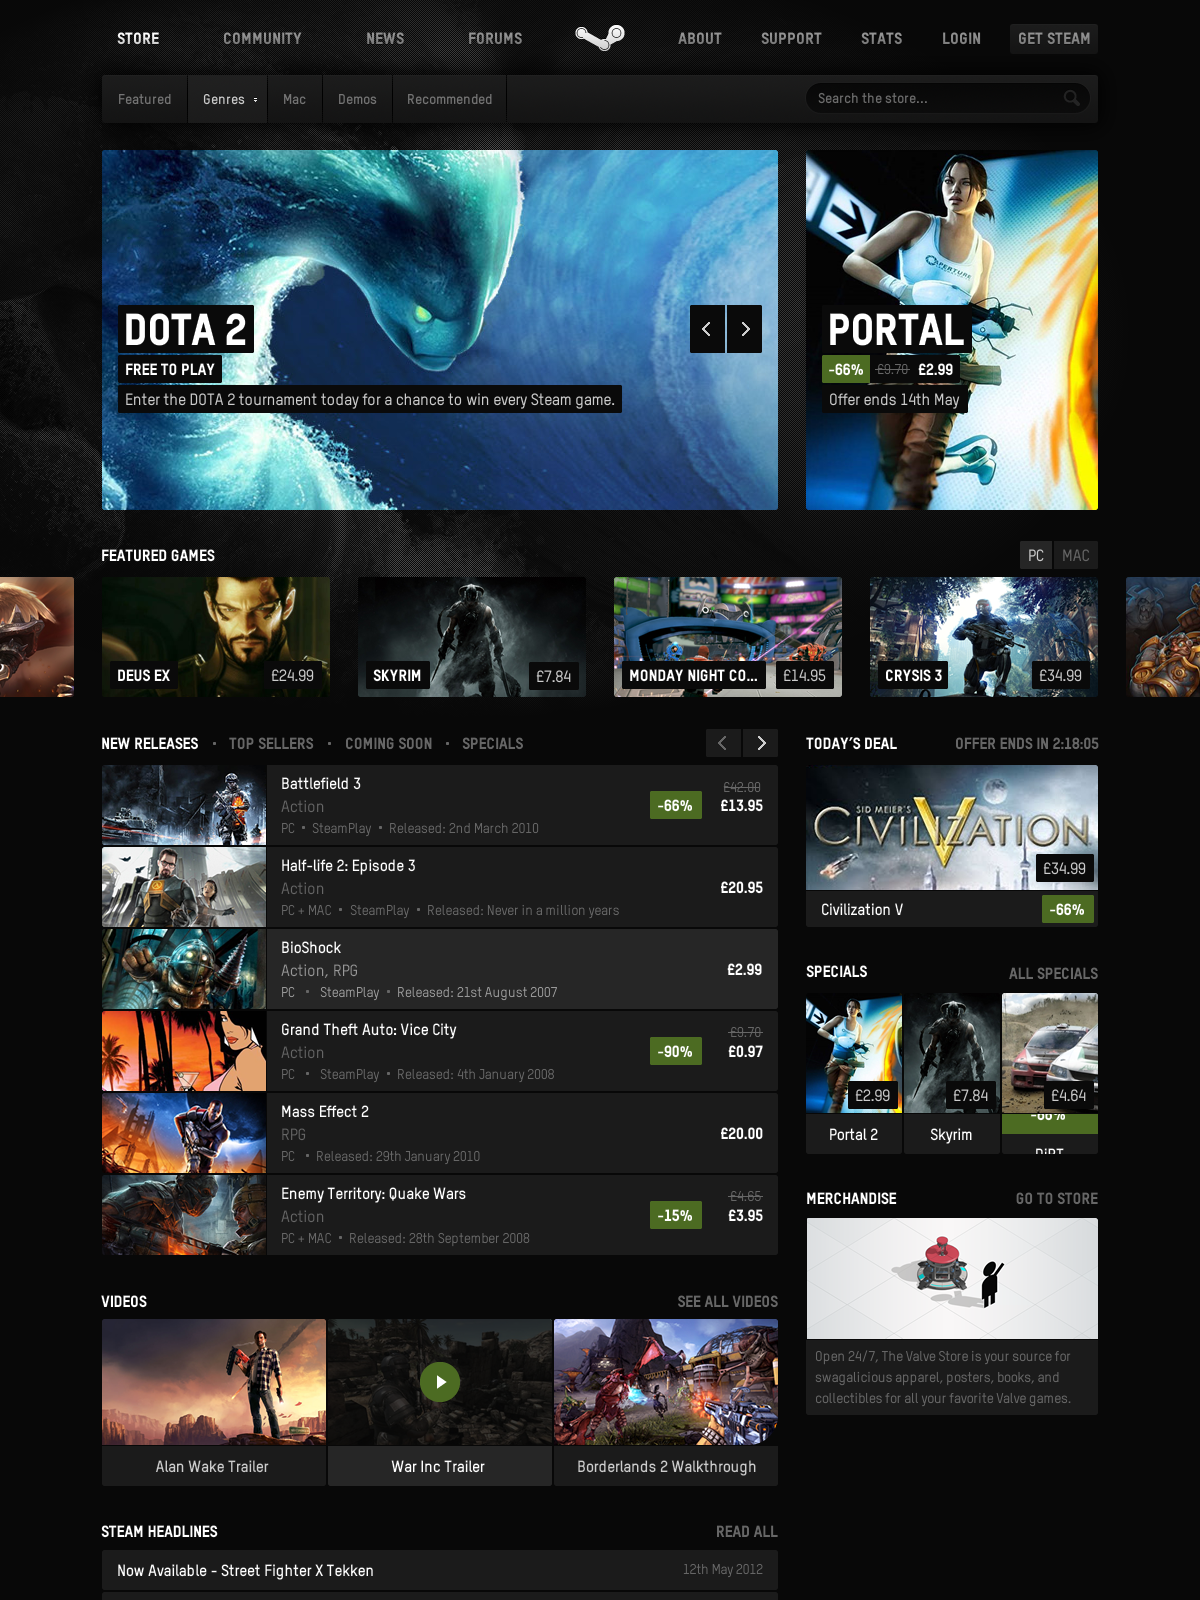 STORE COMMUNITY NEWS FORUMS ABOUT SUPPORT STATS LOGIN GET STEAM
Featured Genres Mac Demos Recommended Search the store...
DOTA 2
FREE TO PLAY
Enter the DOTA 2 tournament today for a chance to win every Steam game.
APERTURE
PORTAL
-66% £9.70 £2.99
Offer ends 14th May
FEATURED GAMES PC MAC
DEUS EX £24.99
SKYRIM £7.84
MONDAY NIGHT CO... £14.95
CRYSIS 3 £34.99
NEW RELEASES • TOP SELLERS • COMING SOON • SPECIALS
Battlefield 3
Action
PC • SteamPlay • Released: 2nd March 2010
-66% £42.00 £13.95
Half-life 2: Episode 3
Action
PC + MAC • SteamPlay • Released: Never in a million years
£20.95
BioShock
Action, RPG
PC • SteamPlay • Released: 21st August 2007
£2.99
Grand Theft Auto: Vice City
Action
PC • SteamPlay • Released: 4th January 2008
-90% £9.70 £0.97
Mass Effect 2
RPG
PC • Released: 29th January 2010
£20.00
Enemy Territory: Quake Wars
Action
PC + MAC • Released: 28th September 2008
-15% £4.65 £3.95
TODAY'S DEAL OFFER ENDS IN 2:18:05
SID MEIER'S
CIVILIZATION
£34.99
Civilization V -66%
SPECIALS ALL SPECIALS
£2.99 £7.84 £4.64
-66%
Portal 2 Skyrim DiRT
MERCHANDISE GO TO STORE
Open 24/7, The Valve Store is your source for
swagalicious apparel, posters, books, and
collectibles for all your favorite Valve games.
VIDEOS SEE ALL VIDEOS
Alan Wake Trailer War Inc Trailer Borderlands 2 Walkthrough
STEAM HEADLINES READ ALL
Now Available - Street Fighter X Tekken 12th May 2012